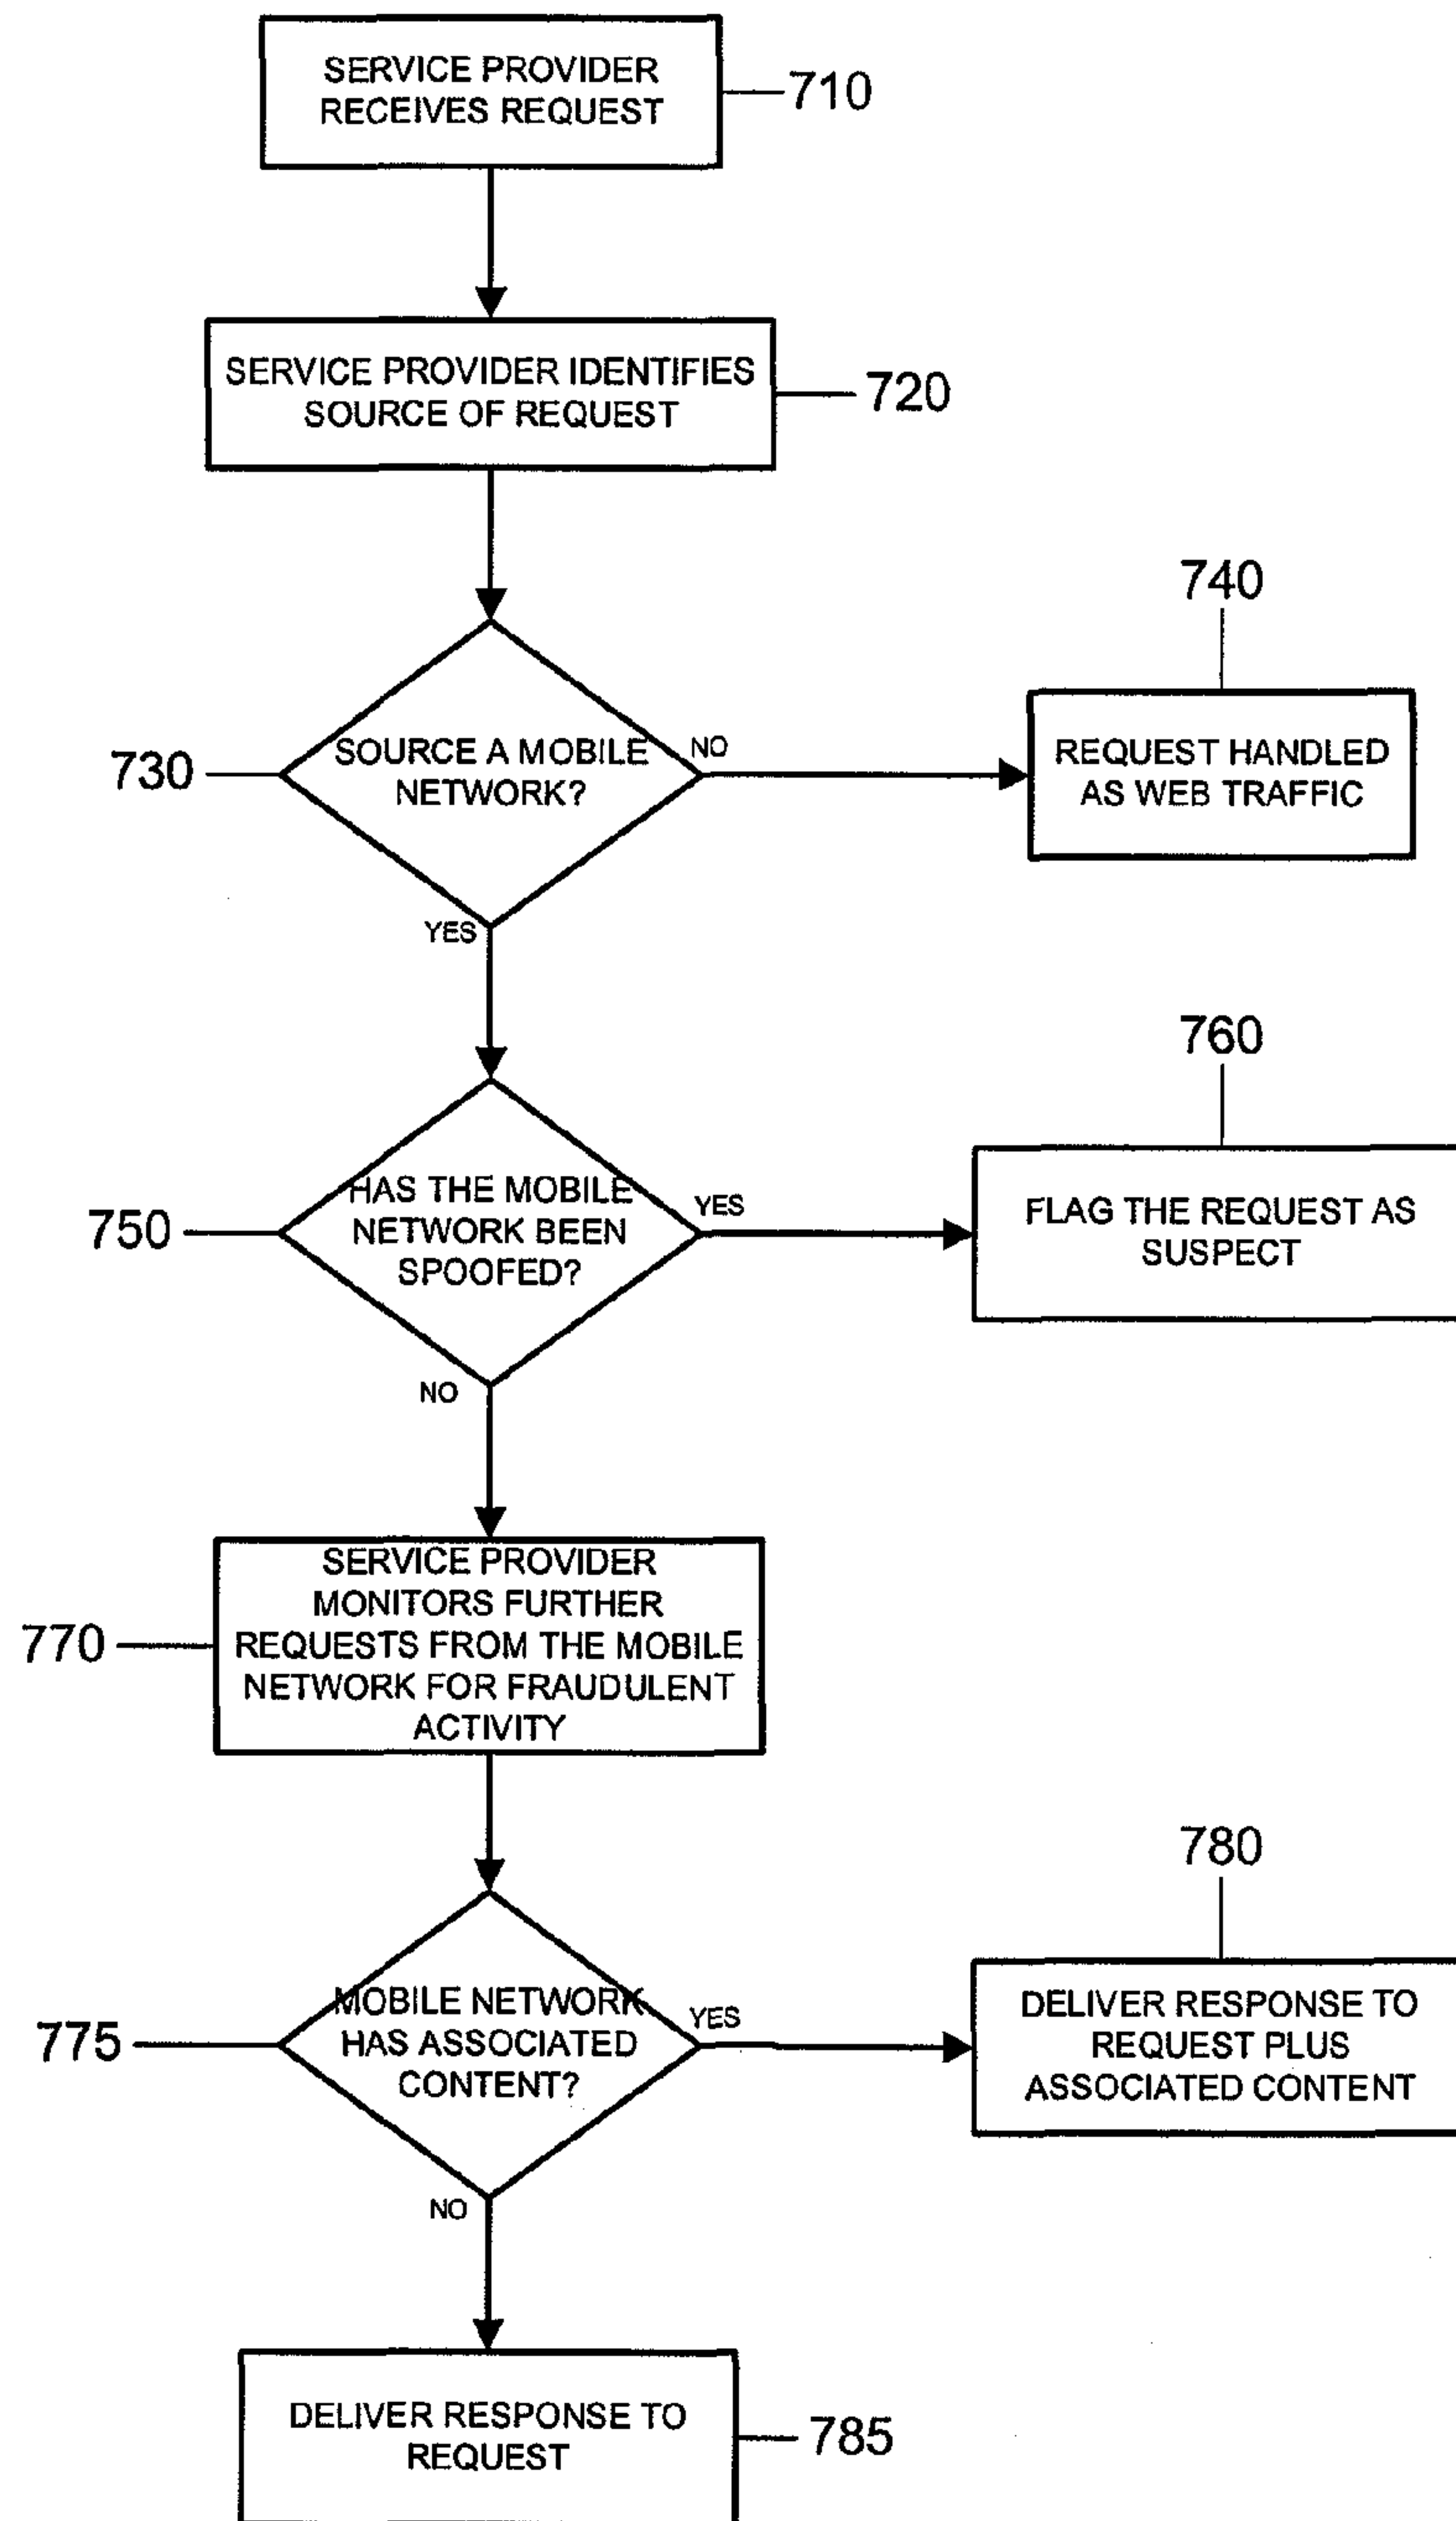 SERVICE PROVIDER
RECEIVES REQUEST
710
SERVICE PROVIDER IDENTIFIES
SOURCE OF REQUEST
720
730
SOURCE A MOBILE
NETWORK?
NO
YES
740
REQUEST HANDLED
AS WEB TRAFFIC
750
HAS THE MOBILE
NETWORK BEEN
SPOOFED?
YES
NO
760
FLAG THE REQUEST AS
SUSPECT
770
SERVICE PROVIDER
MONITORS FURTHER
REQUESTS FROM THE MOBILE
NETWORK FOR FRAUDULENT
ACTIVITY
775
MOBILE NETWORK
HAS ASSOCIATED
CONTENT?
YES
NO
780
DELIVER RESPONSE TO
REQUEST PLUS
ASSOCIATED CONTENT
DELIVER RESPONSE TO
REQUEST
785